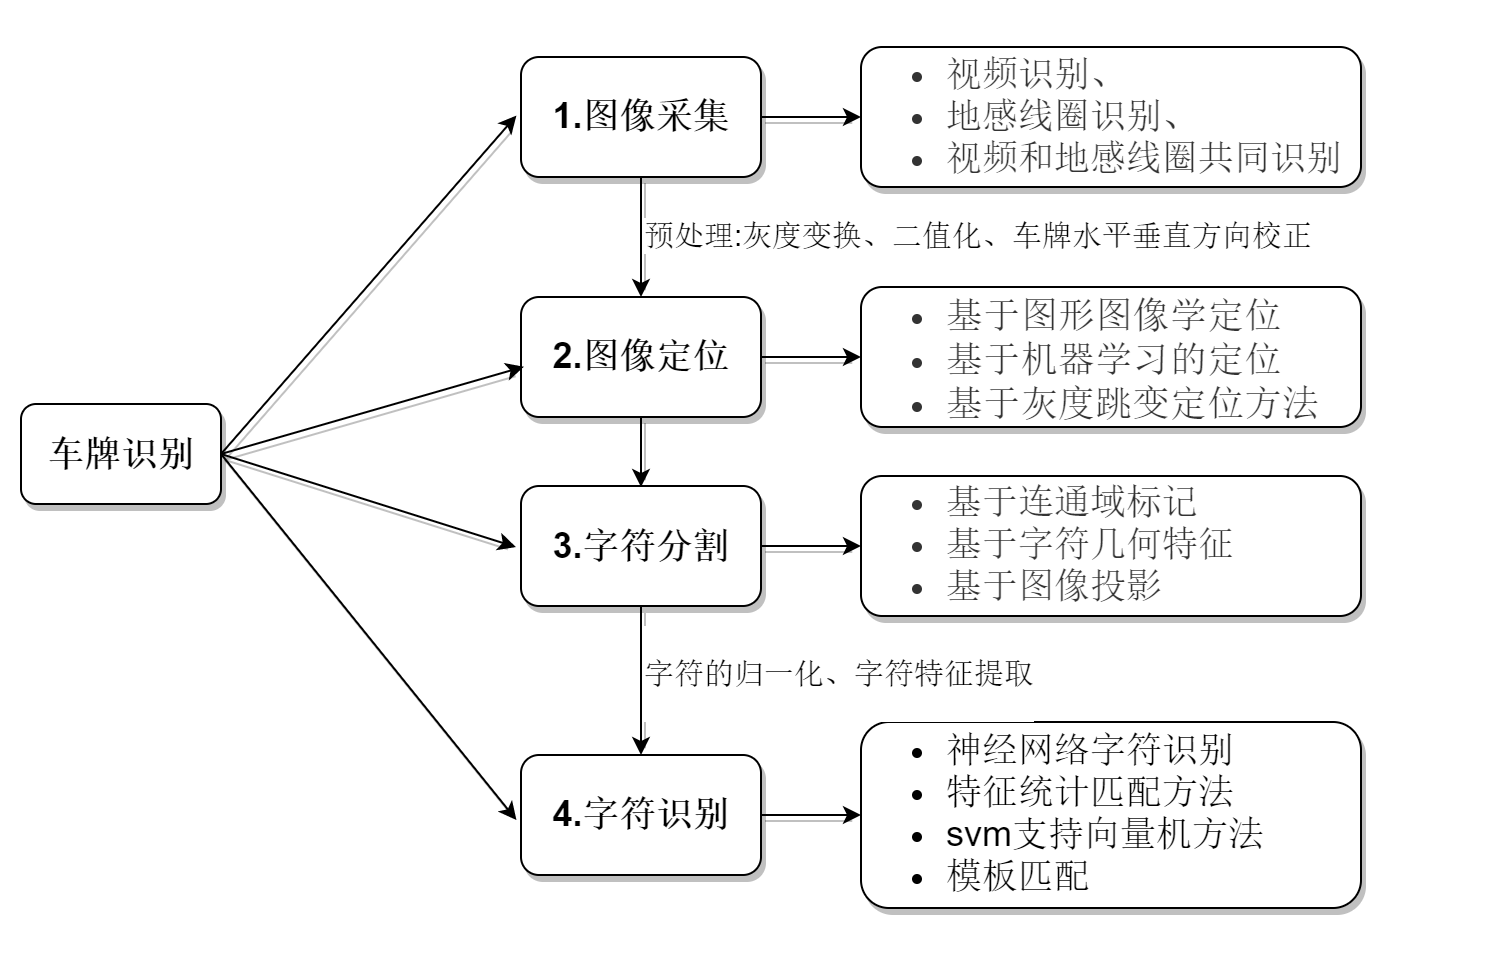 1.图像采集
视频识别、
地感线圈识别、
视频和地感线圈共同识别
预处理:灰度变换、二值化、车牌水平垂直方向校正
2.图像定位
基于图形图像学定位
基于机器学习的定位
基于灰度跳变定位方法
车牌识别
3.字符分割
基于连通域标记
基于字符几何特征
基于图像投影
字符的归一化、字符特征提取
4.字符识别
神经网络字符识别
特征统计匹配方法
svm支持向量机方法
模板匹配